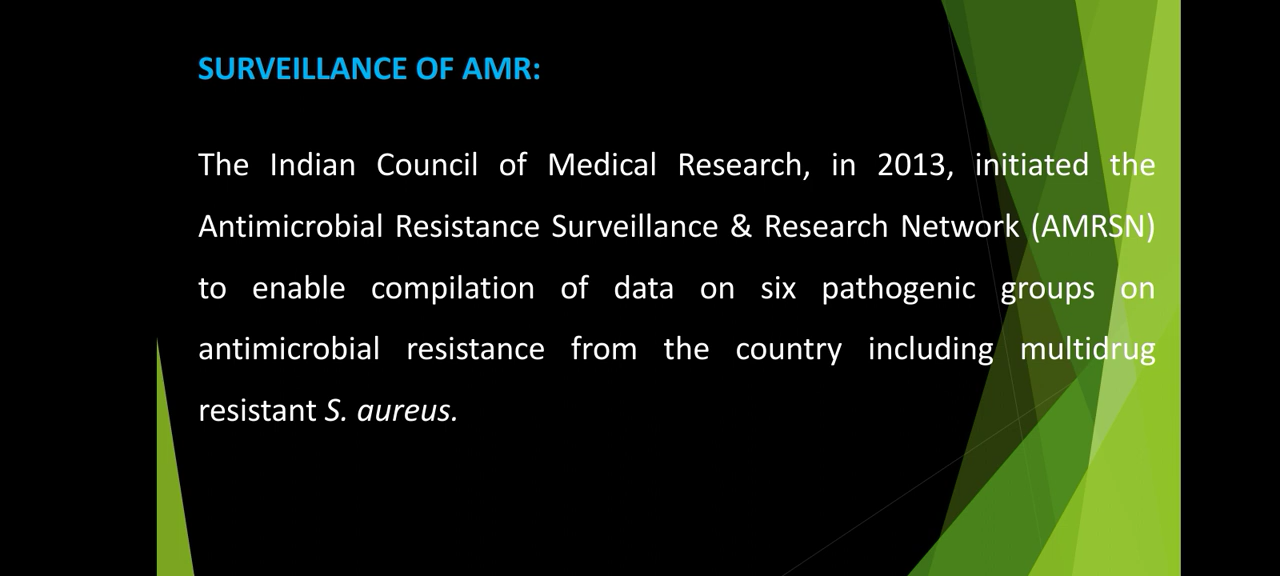 SURVEILLANCE OF AMR:
The Indian Council of Medical Research, in 2013, initiated the
Antimicrobial Resistance Surveillance & Research Network (AMRSN)
to enable compilation of data on six pathogenic groups on
antimicrobial resistance from the country including multidrug
resistant S. aureus.